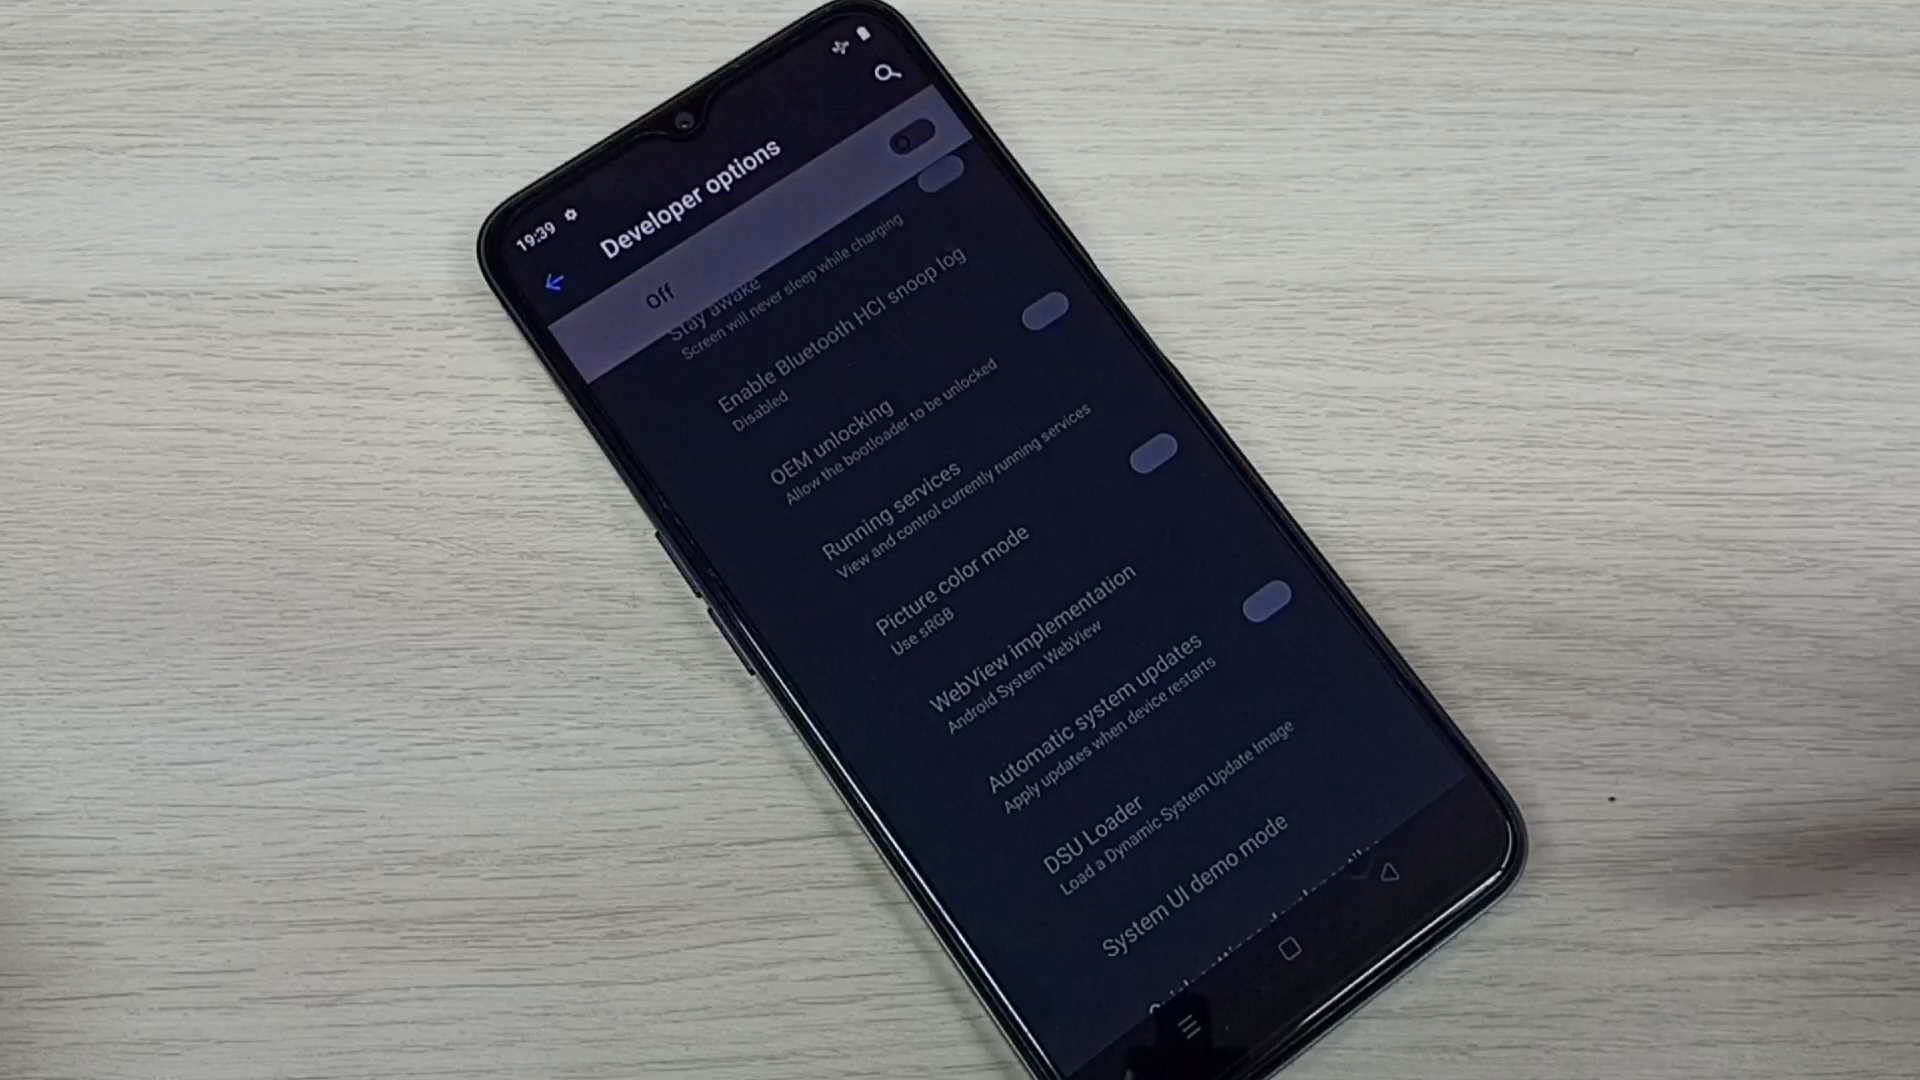 19:39
Developer options
Off
Stay awake
Screen will never sleep while charging
Enable Bluetooth HCI snoop log
Disabled
OEM unlocking
Allow the bootloader to be unlocked
Running services
View and control currently running services
Picture color mode
Use sRGB
WebView implementation
Android System WebView
Automatic system updates
Apply updates when device restarts
DSU Loader
Load a Dynamic System Update Image
System UI demo mode